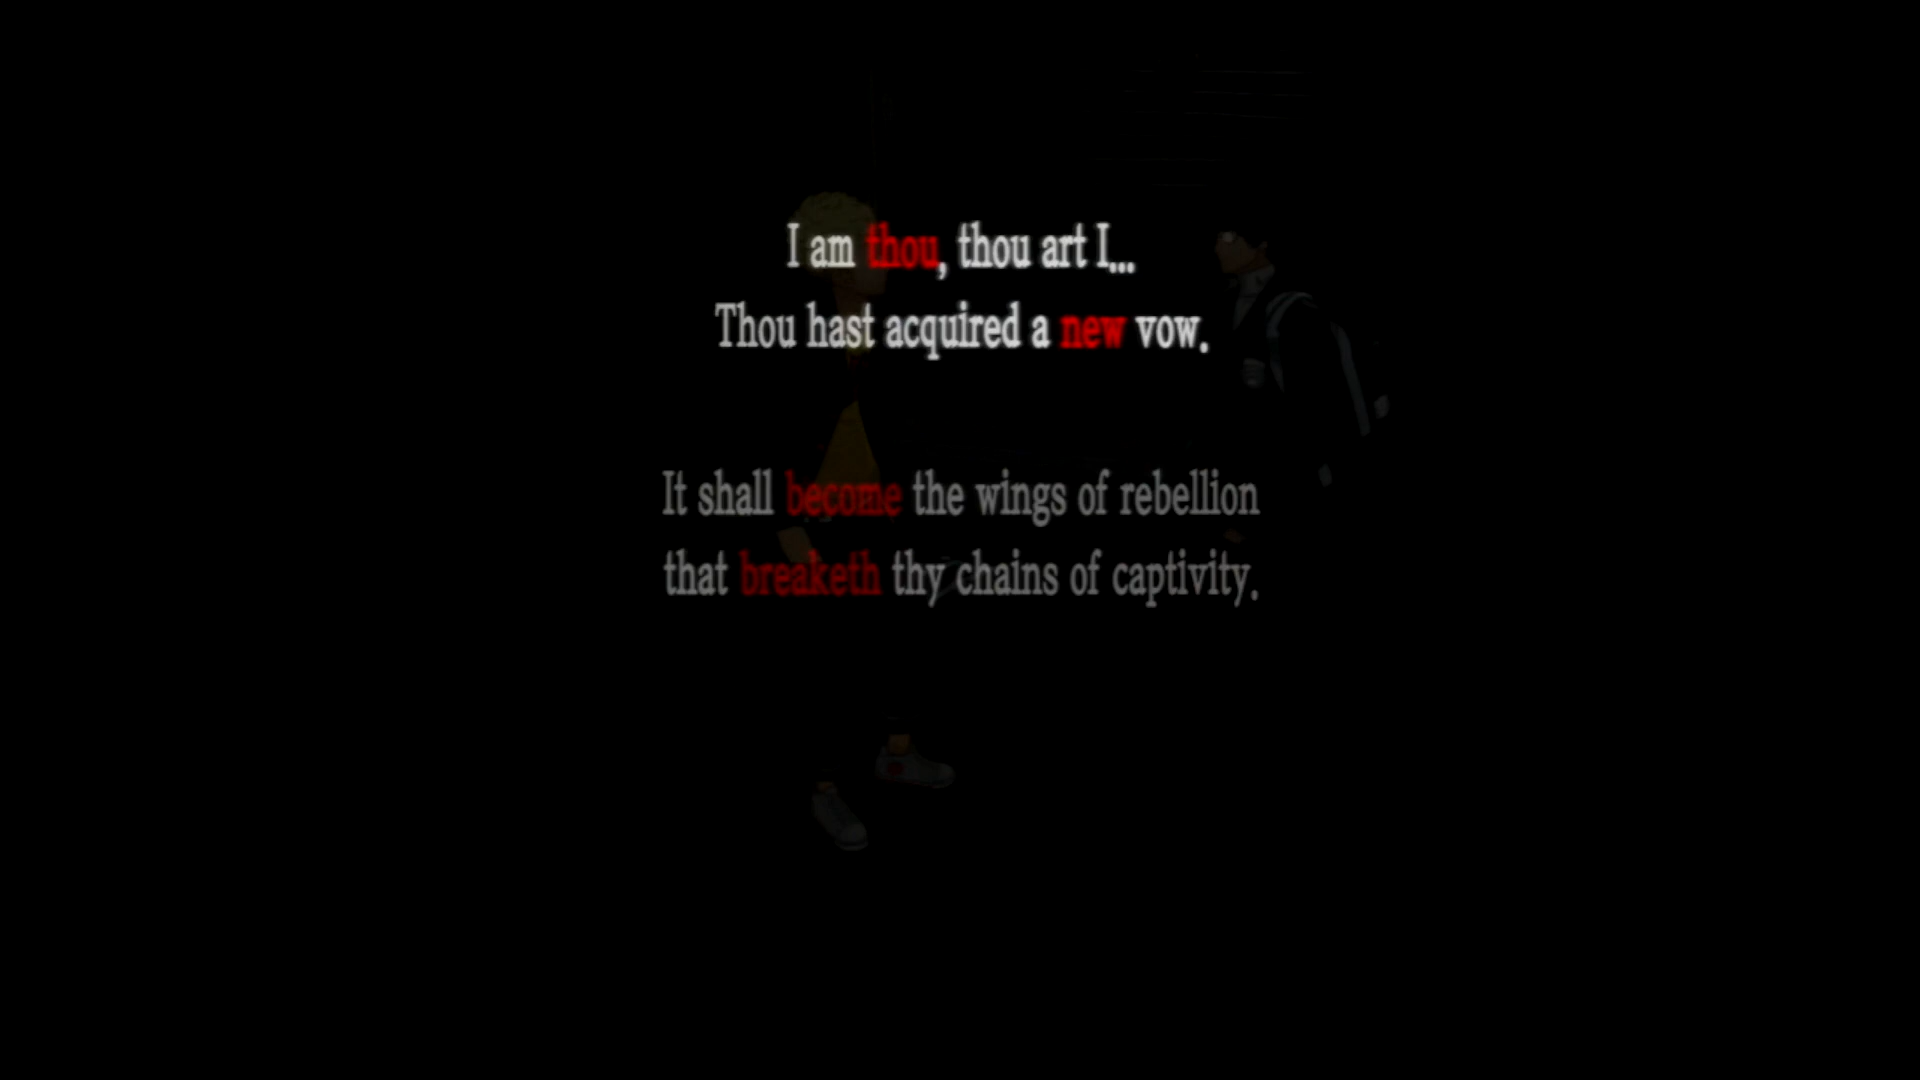 I am thou, thou art I...
Thou hast acquired a new vow.
It shall become the wings of rebellion
that breaketh thy chains of captivity.